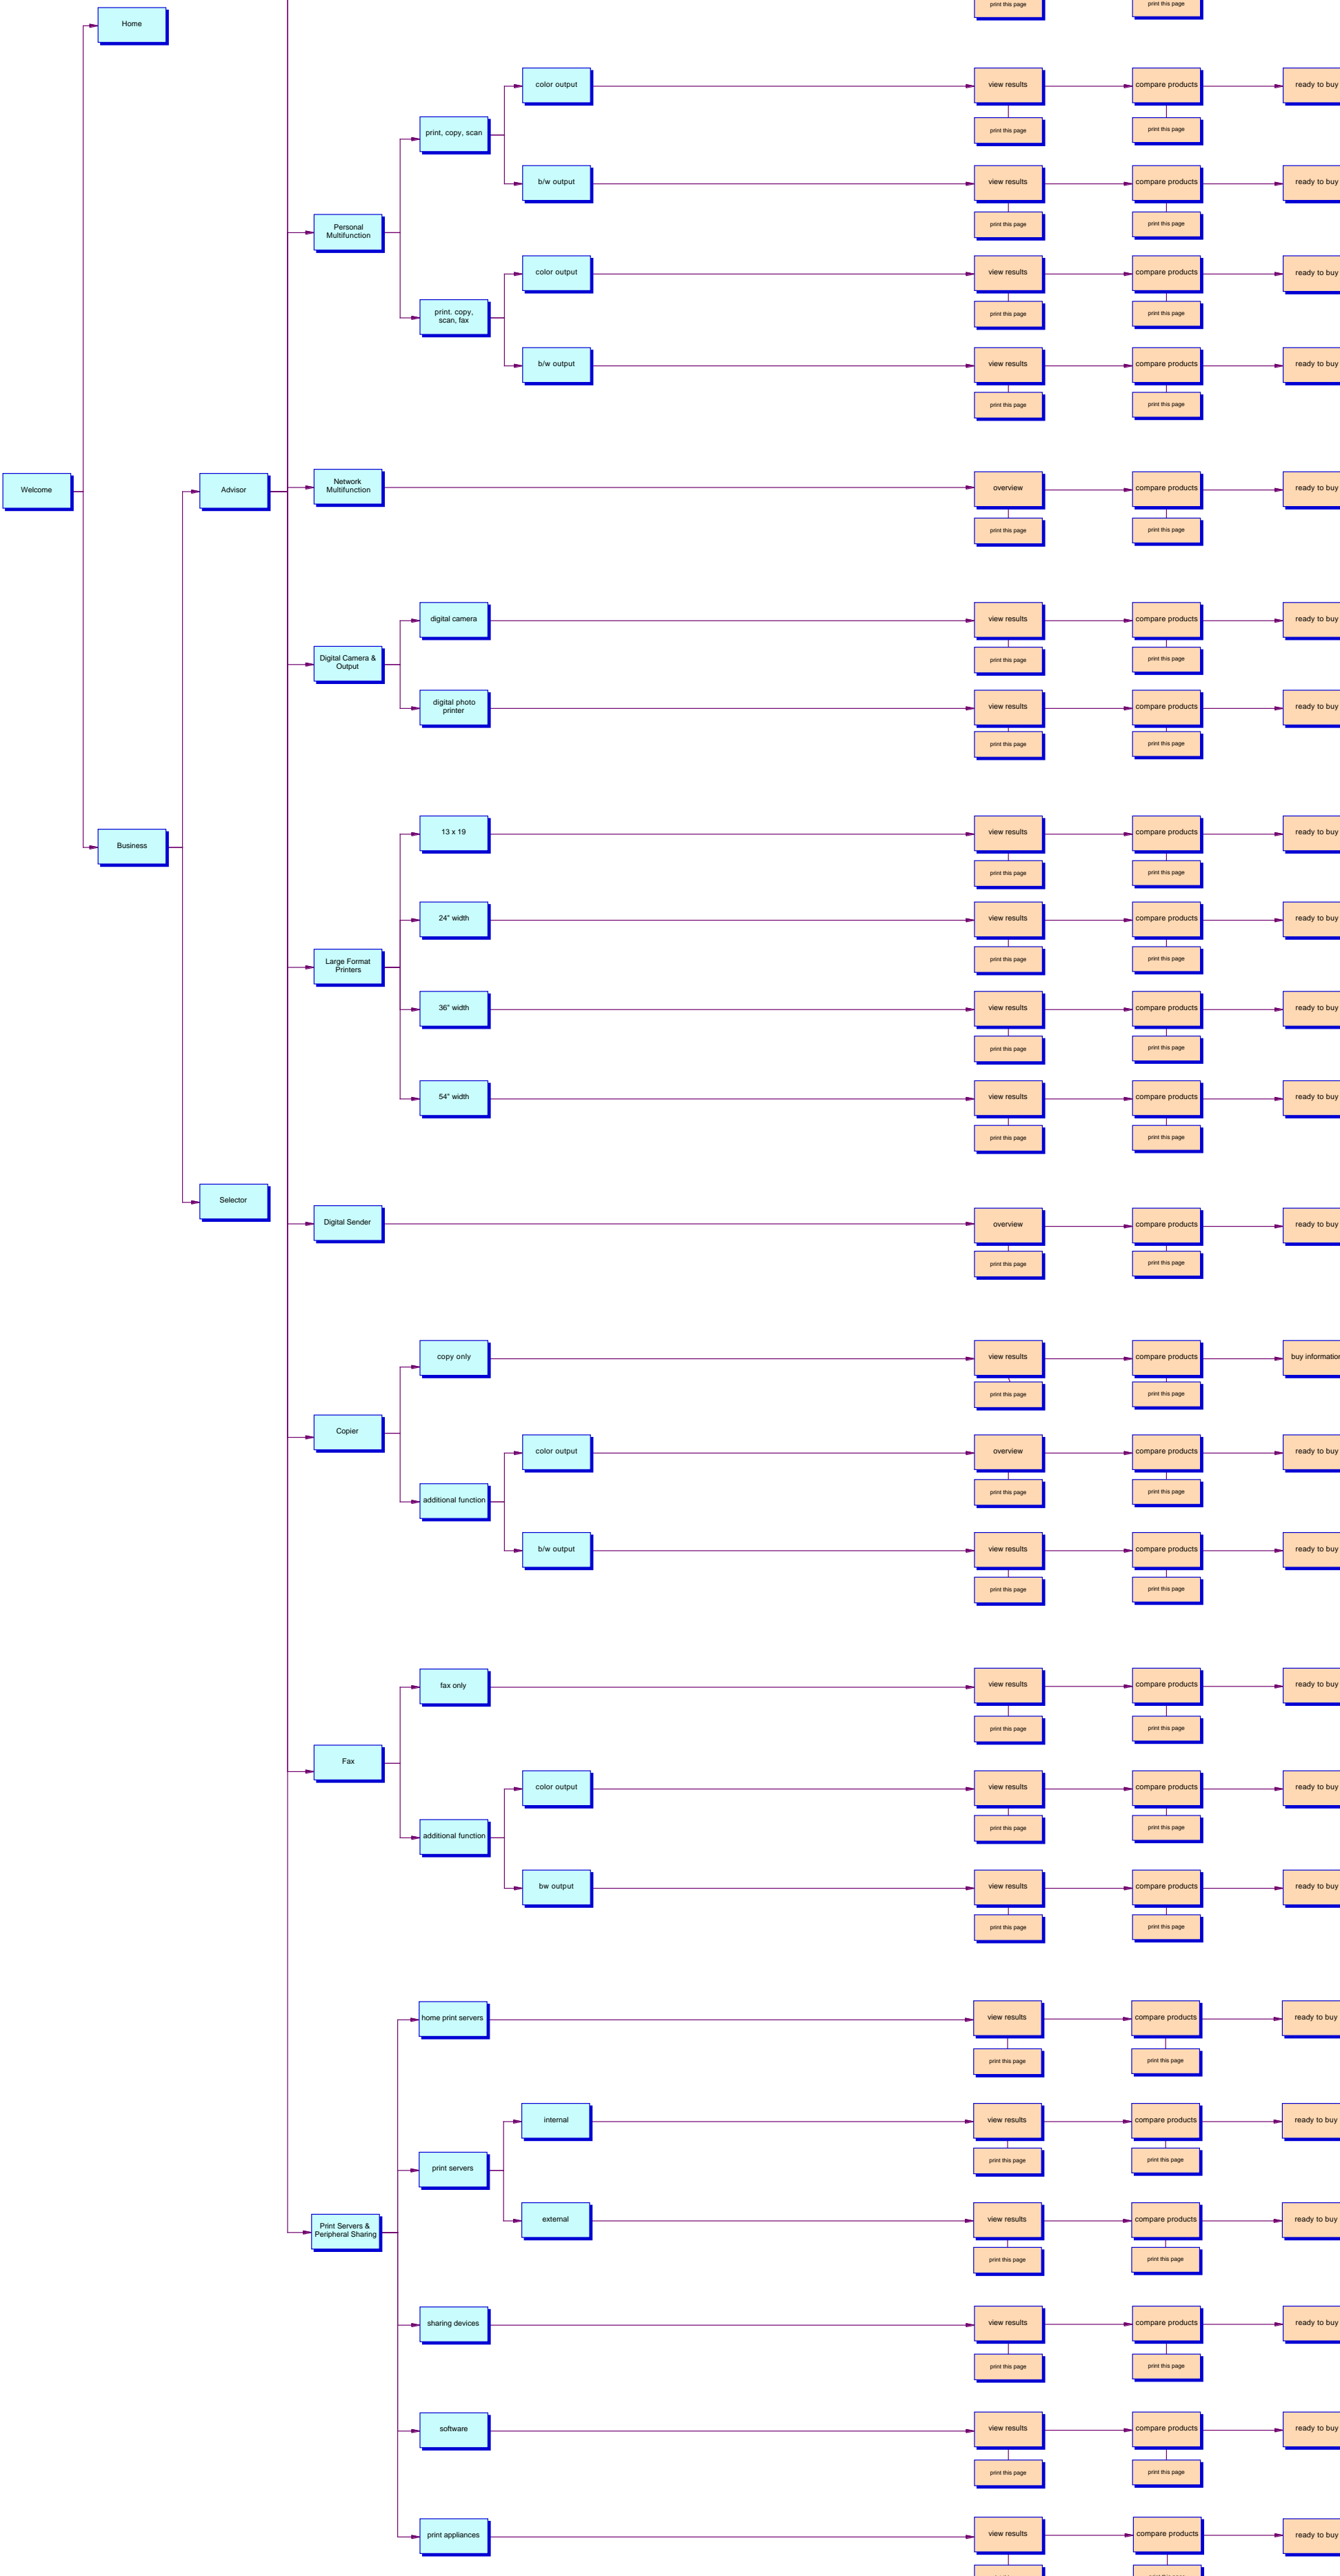 print this page
print this page
Home
color output
view results
compare products
ready to buy
print, copy, scan
print this page
print this page
b/w output
view results
compare products
ready to buy
print this page
print this page
Personal
Multifunction
color output
view results
compare products
ready to buy
print. copy,
scan, fax
print this page
print this page
b/w output
view results
compare products
ready to buy
print this page
print this page
Welcome
Advisor
Network
Multifunction
overview
compare products
ready to buy
print this page
print this page
digital camera
view results
compare products
ready to buy
Digital Camera &
Output
print this page
print this page
digital photo
printer
view results
compare products
ready to buy
print this page
print this page
Business
13 x 19
view results
compare products
ready to buy
print this page
print this page
24" width
view results
compare products
ready to buy
Large Format
Printers
print this page
print this page
36" width
view results
compare products
ready to buy
print this page
print this page
54" width
view results
compare products
ready to buy
print this page
print this page
Selector
Digital Sender
overview
compare products
ready to buy
print this page
print this page
copy only
view results
compare products
buy information
print this page
print this page
Copier
color output
overview
compare products
ready to buy
additional function
print this page
print this page
b/w output
view results
compare products
ready to buy
print this page
print this page
fax only
view results
compare products
ready to buy
print this page
print this page
Fax
color output
view results
compare products
ready to buy
additional function
print this page
print this page
bw output
view results
compare products
ready to buy
print this page
print this page
home print servers
view results
compare products
ready to buy
print this page
print this page
internal
view results
compare products
ready to buy
print servers
print this page
print this page
external
view results
compare products
ready to buy
Print Servers &
Peripheral Sharing
print this page
print this page
sharing devices
view results
compare products
ready to buy
print this page
print this page
software
view results
compare products
ready to buy
print this page
print this page
print appliances
view results
compare products
ready to buy